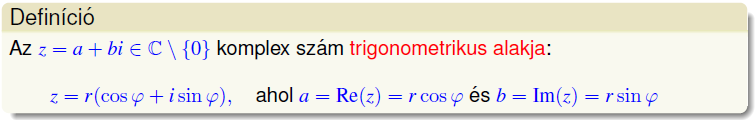 Definíció
Az z = a + bi ∈ ℂ \ {0} komplex szám trigonometrikus alakja:
z = r(cos φ + i sin φ), ahol a = Re(z) = r cos φ és b = Im(z) = r sin φ